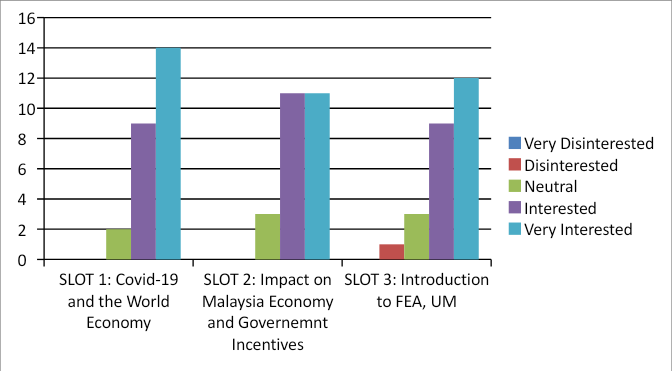 16
14
12
10
8
6
4
2
0
SLOT 1: Covid-19
and the World
Economy
SLOT 2: Impact on
Malaysia Economy
and Governemnt
Incentives
SLOT 3: Introduction
to FEA, UM
Very Disinterested
Disinterested
Neutral
Interested
Very Interested